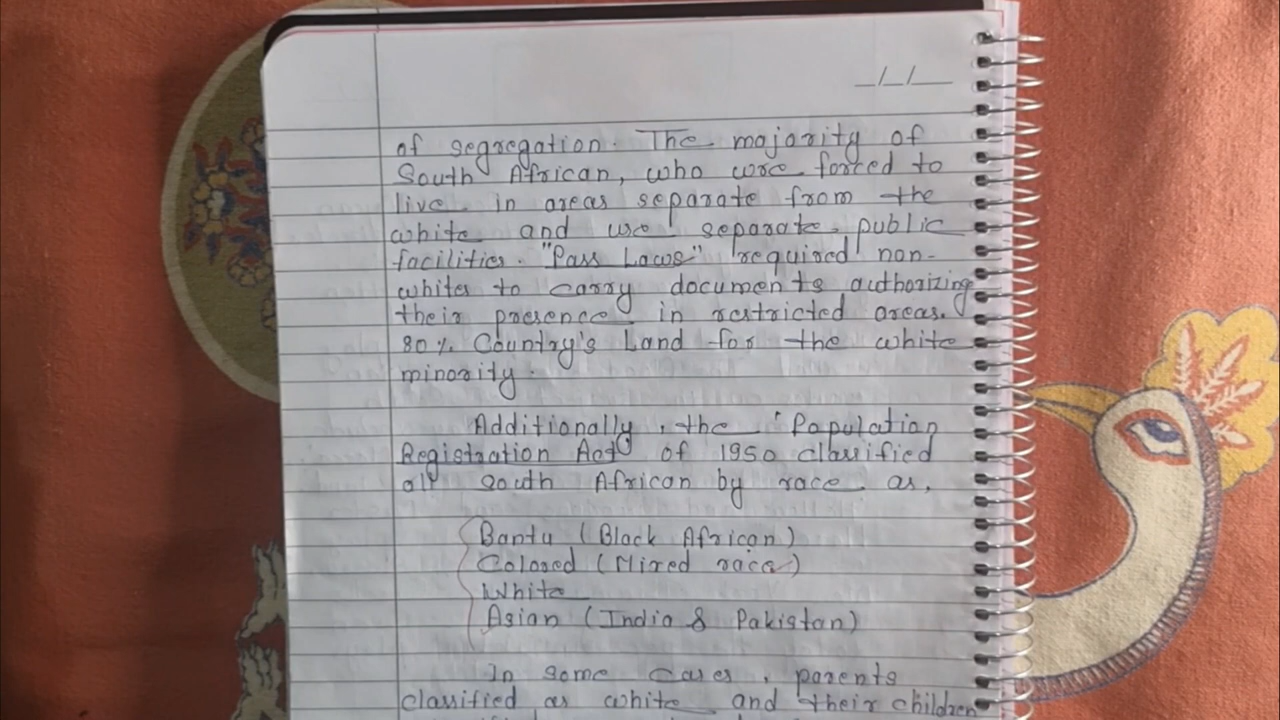 _/_/_
of segregation. The majority of
South African, who were forced to
live in areas separate from the
white and use separate public
facilities. "Pass Laws" required non-
whites to carry documents authorizing
their presence in restricted areas.
80% Country's Land for the white
minority.
Additionally, the 'Population
Registration Act' of 1950 classified
all South African by race as,
Bantu (Black African)
Colored (Mixed race)
White
Asian (India & Pakistan)
In some cases, parents
classified as white and their children